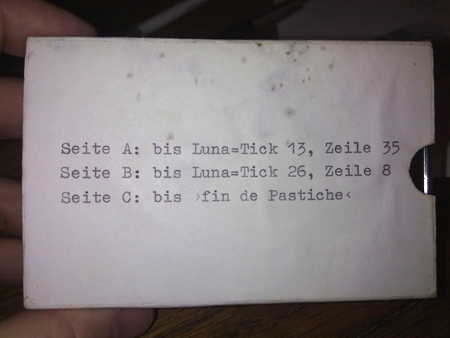 Seite A: bis Luna=Tick 13, Zeile 35
Seite B: bis Luna=Tick 26, Zeile 8
Seite C: bis ›fin de Pastiche‹